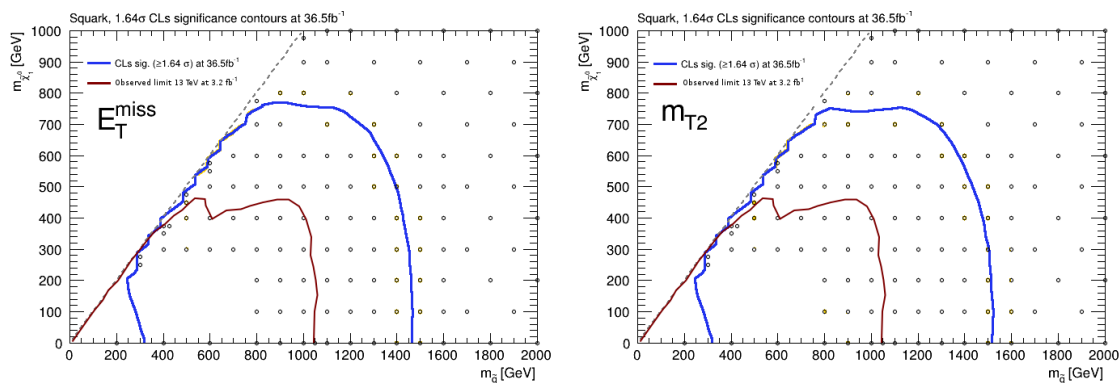 Squark, 1.64σ CLs significance contours at 36.5fb⁻¹
m_χ̃₁⁰ [GeV]
1000
900
800
700
600
500
400
300
200
100
0
CLs sig. (≥1.64 σ) at 36.5fb⁻¹
Observed limit 13 TeV at 3.2 fb⁻¹
E_T^miss
0 200 400 600 800 1000 1200 1400 1600 1800 2000
m_q̃ [GeV]
Squark, 1.64σ CLs significance contours at 36.5fb⁻¹
m_χ̃₁⁰ [GeV]
1000
900
800
700
600
500
400
300
200
100
0
CLs sig. (≥1.64 σ) at 36.5fb⁻¹
Observed limit 13 TeV at 3.2 fb⁻¹
m_T2
0 200 400 600 800 1000 1200 1400 1600 1800 2000
m_q̃ [GeV]